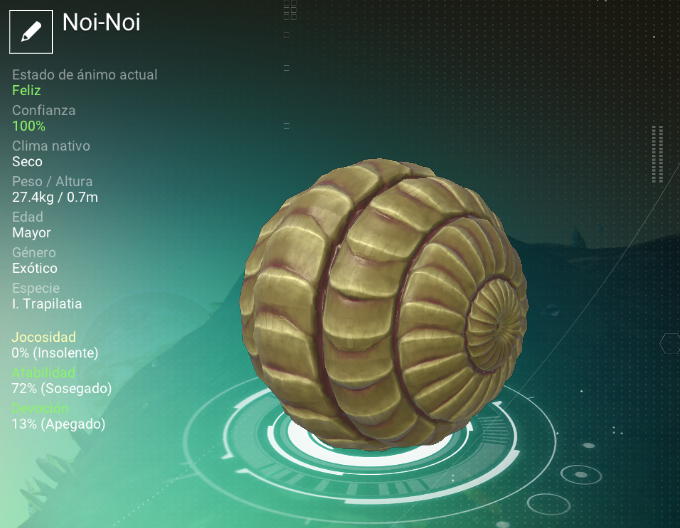 Noi-Noi
Estado de ánimo actual
Feliz
Confianza
100%
Clima nativo
Seco
Peso / Altura
27.4kg / 0.7m
Edad
Mayor
Género
Exótico
Especie
I. Trapilatia
Jocosidad
0% (Insolente)
Afabilidad
72% (Sosegado)
Devoción
13% (Apegado)